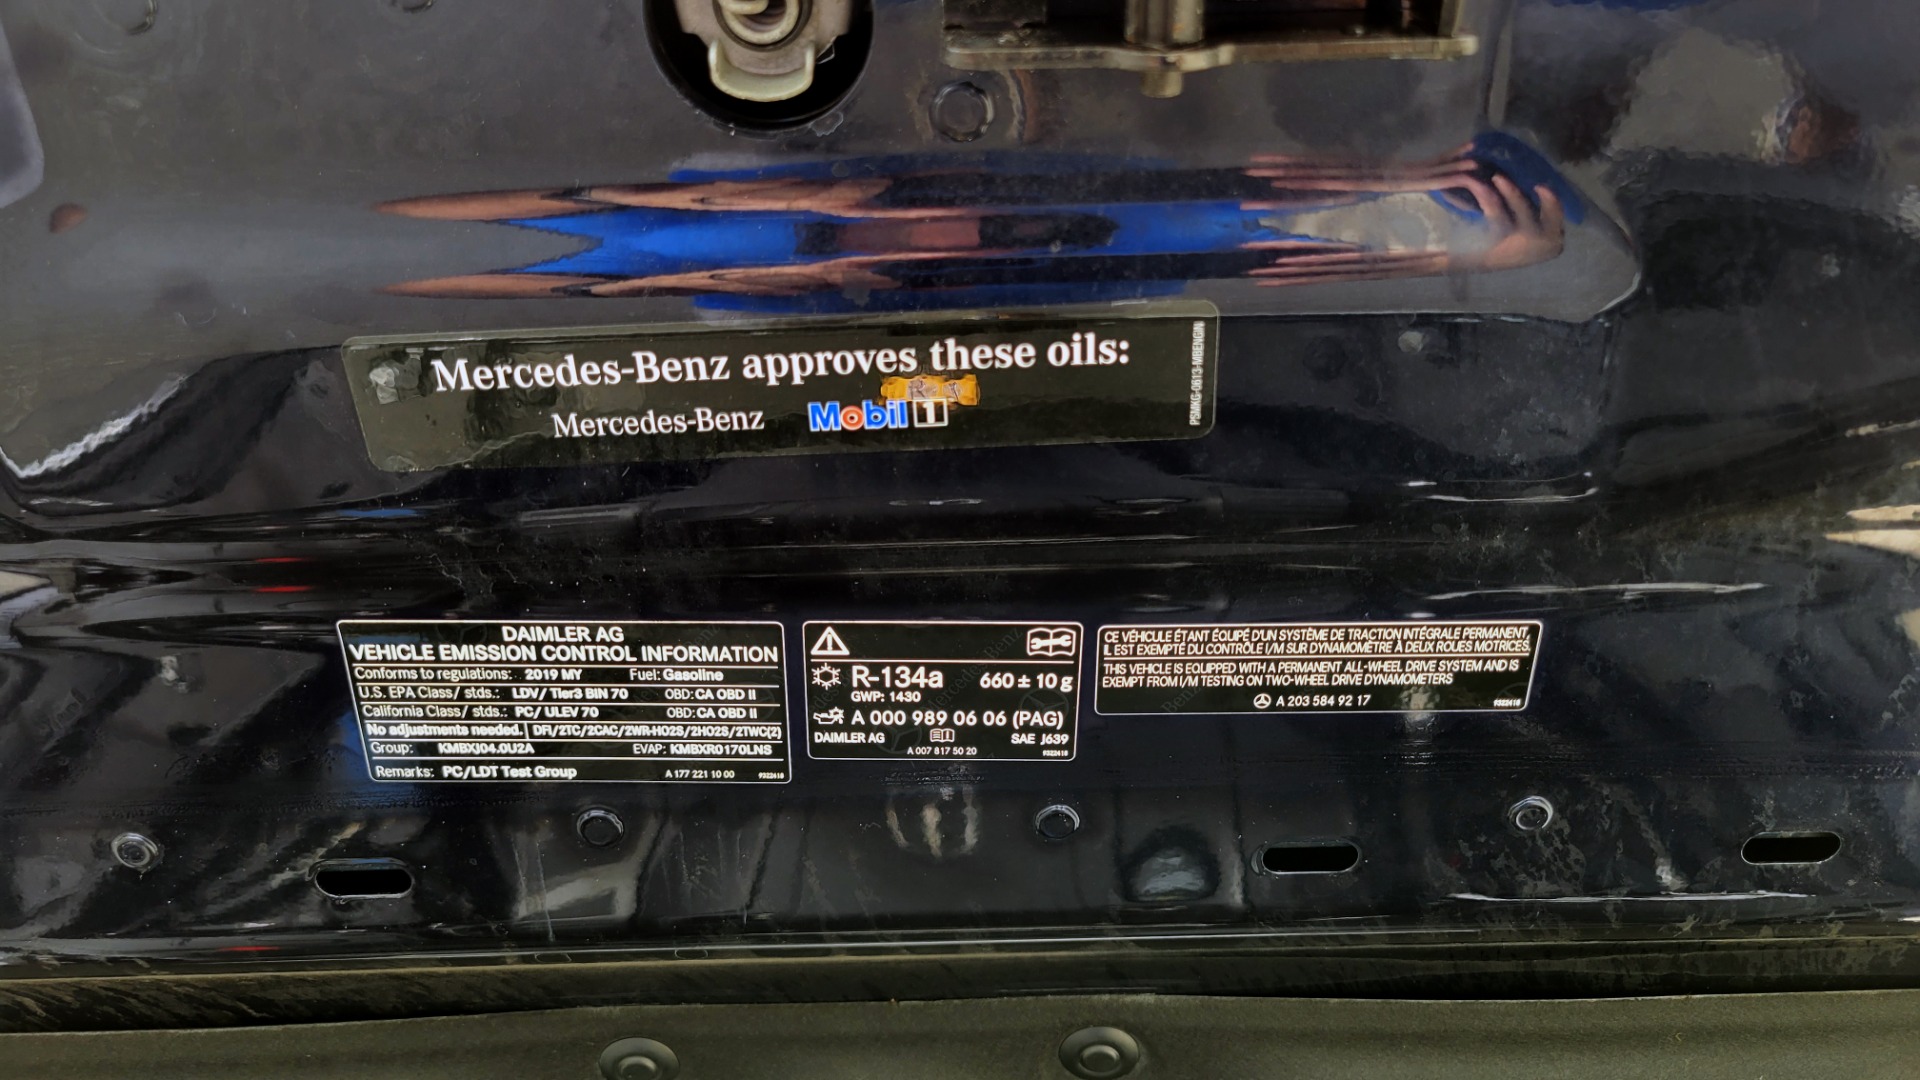 Mercedes-Benz approves these oils:
Mercedes-Benz Mobil 1
PSMKG-0613-MBENGIN
DAIMLER AG
VEHICLE EMISSION CONTROL INFORMATION
Conforms to regulations: 2019 MY Fuel: Gasoline
U.S. EPA Class/ stds.: LDV/ Tier3 BIN 70 OBD: CA OBD II
California Class/ stds.: PC/ ULEV 70 OBD: CA OBD II
No adjustments needed. DFI/2TC/2CAC/2WR-HO2S/2HO2S/2TWC(2)
Group: KMBXJ04.0U2A EVAP: KMBXR0170LNS
Remarks: PC/LDT Test Group A 177 221 10 00
R-134a 660 ± 10 g
GWP: 1430
A 000 989 06 06 (PAG)
DAIMLER AG SAE J639
A 007 817 50 20
CE VÉHICULE ÉTANT ÉQUIPÉ D'UN SYSTÈME DE TRACTION INTÉGRALE PERMANENT,
IL EST EXEMPTÉ DU CONTRÔLE I/M SUR DYNAMOMÈTRE À DEUX ROUES MOTRICES.
THIS VEHICLE IS EQUIPPED WITH A PERMANENT ALL-WHEEL DRIVE SYSTEM AND IS
EXEMPT FROM I/M TESTING ON TWO-WHEEL DRIVE DYNAMOMETERS
A 203 584 92 17